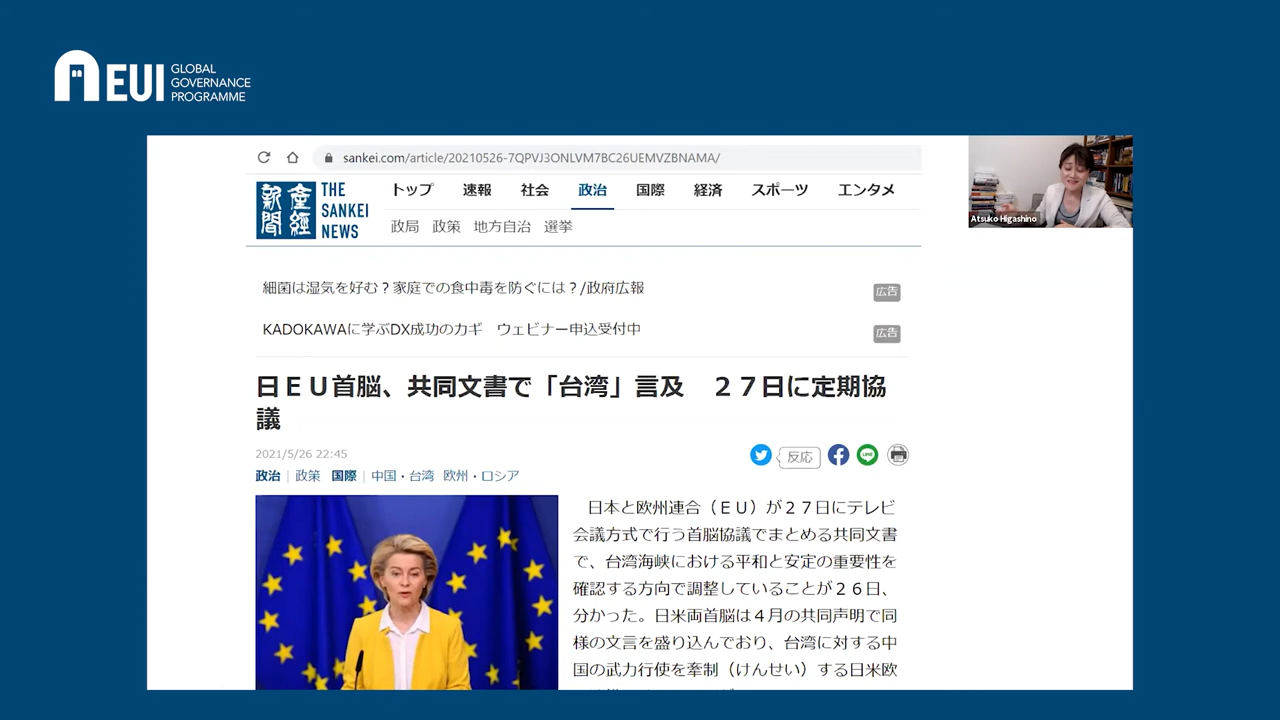 EUI
GLOBAL
GOVERNANCE
PROGRAMME
sankei.com/article/20210526-7QPVJ3ONLVM7BC26UEMVZBNAMA/
産經新聞
THE
SANKEI
NEWS
トップ 速報 社会 政治 国際 経済 スポーツ エンタメ
政局 政策 地方自治 選挙
Atsuko Higashino
細菌は湿気を好む？家庭での食中毒を防ぐには？/政府広報
広告
KADOKAWAに学ぶDX成功のカギ　ウェビナー申込受付中
広告
日ＥＵ首脳、共同文書で「台湾」言及　２７日に定期協
議
2021/5/26 22:45
反応
LINE
政治 | 政策 国際 | 中国・台湾 欧州・ロシア
日本と欧州連合（ＥＵ）が２７日にテレビ
会議方式で行う首脳協議でまとめる共同文書
で、台湾海峡における平和と安定の重要性を
確認する方向で調整していることが２６日、
分かった。日米両首脳は４月の共同声明で同
様の文言を盛り込んでおり、台湾に対する中
国の武力行使を牽制（けんせい）する日米欧